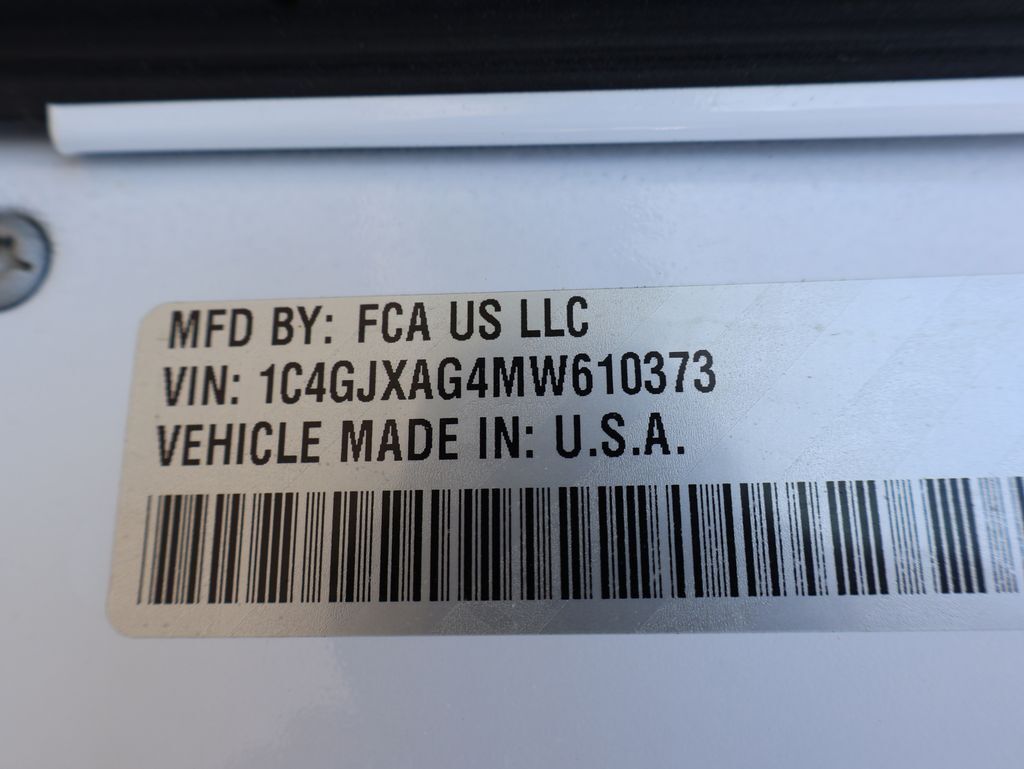 MFD BY: FCA US LLC
VIN: 1C4GJXAG4MW610373
VEHICLE MADE IN: U.S.A.